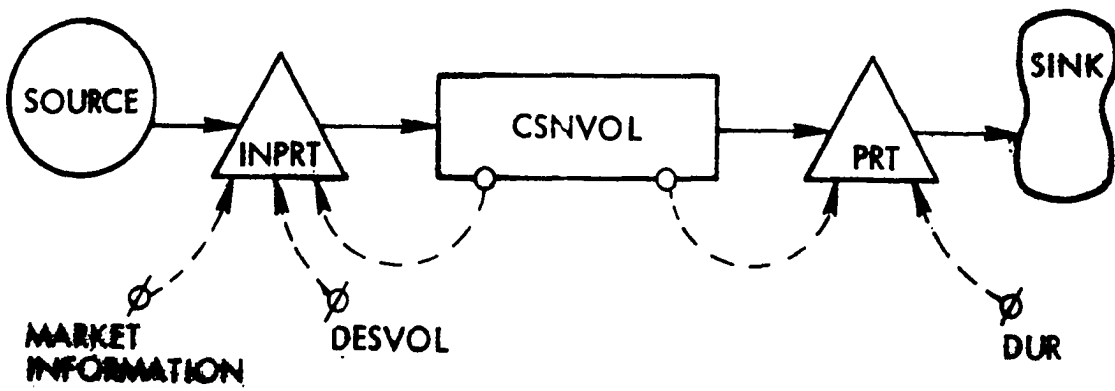 SOURCE
INPRT
CSNVOL
PRT
SINK
MARKET
INFORMATION
DESVOL
DUR